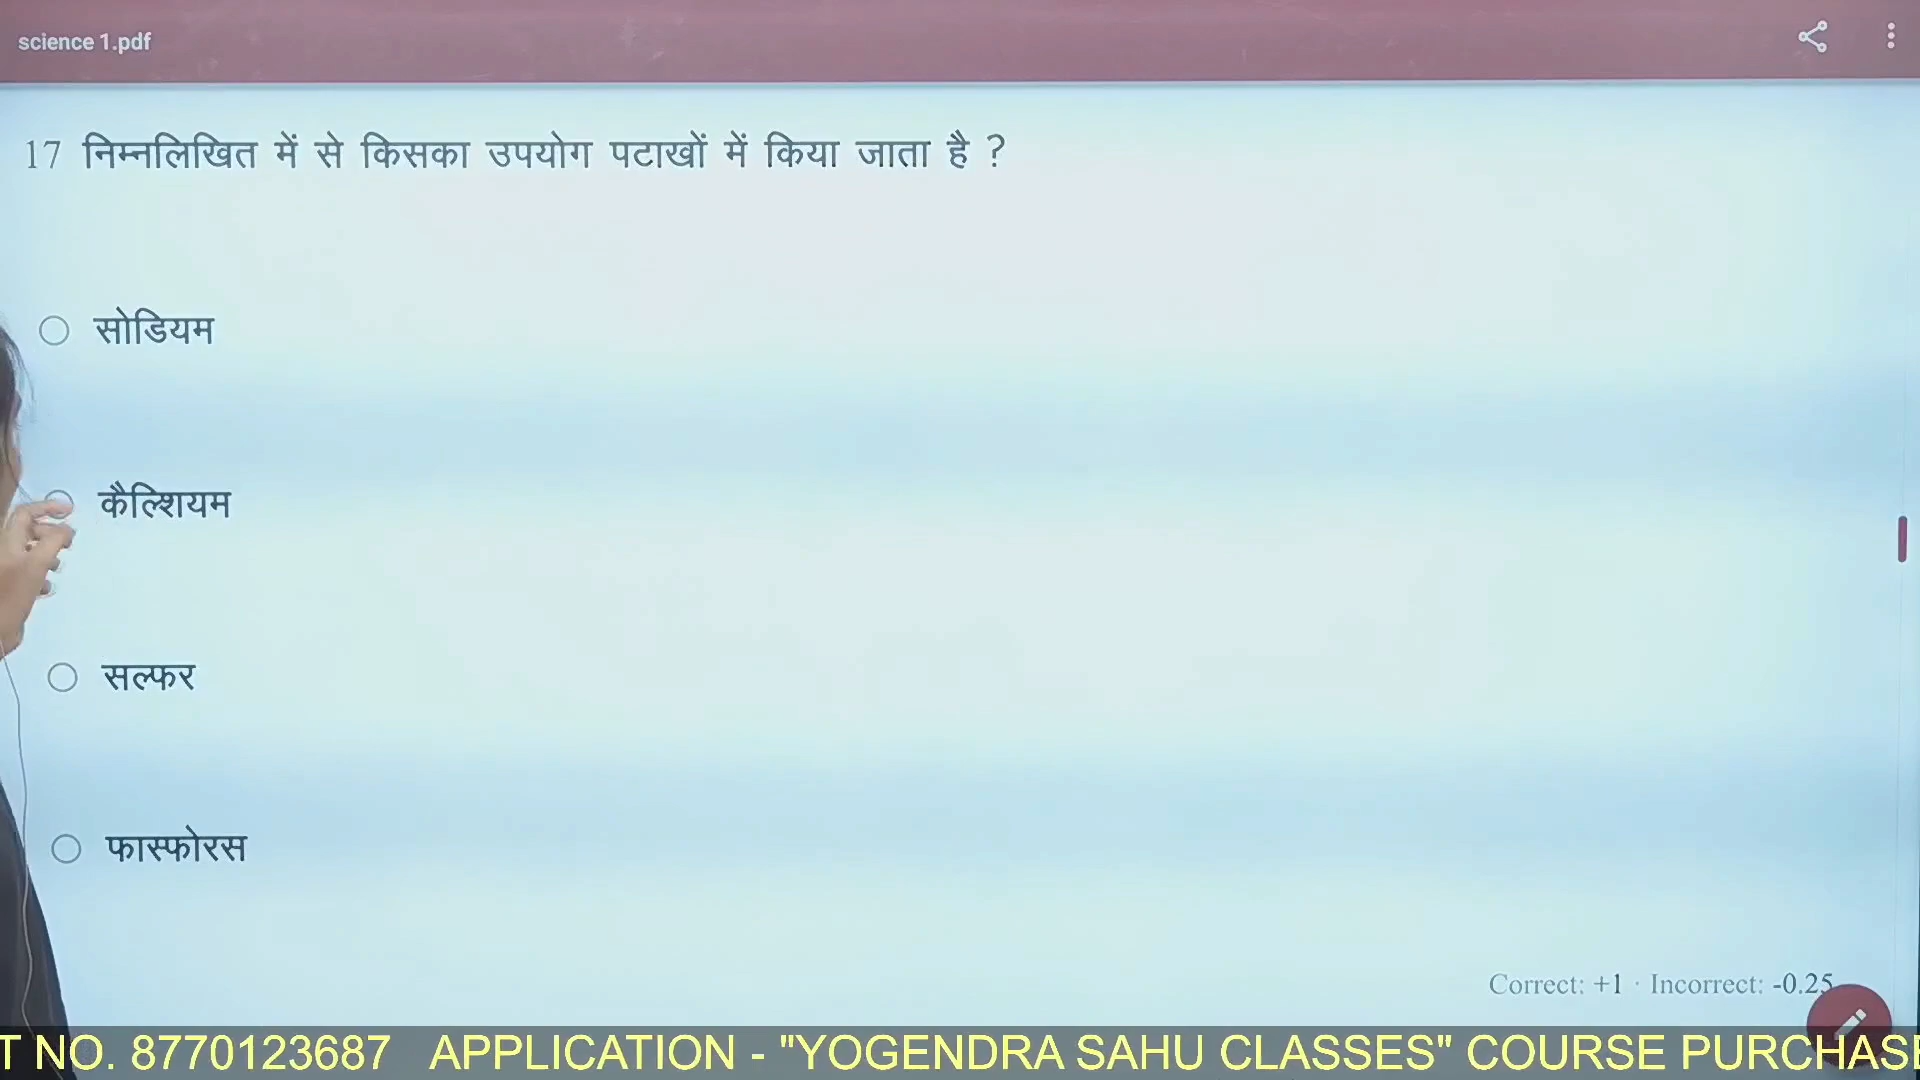 science 1.pdf
17 निम्नलिखित में से किसका उपयोग पटाखों में किया जाता है ?
सोडियम
कैल्शियम
सल्फर
फास्फोरस
Correct: +1 · Incorrect: -0.25
T NO. 8770123687 APPLICATION - "YOGENDRA SAHU CLASSES" COURSE PURCHASE